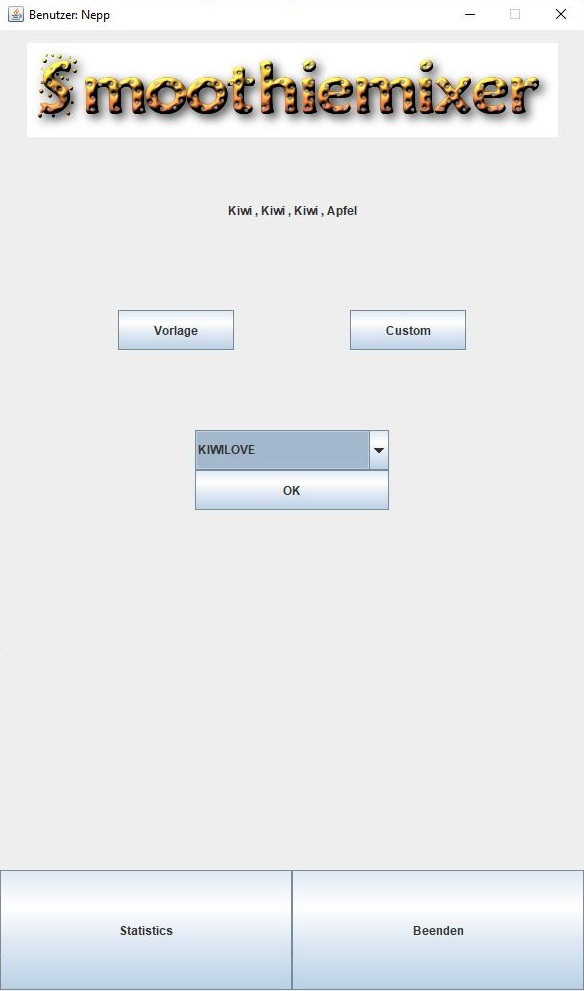 Benutzer: Nepp
Smoothiemixer
Kiwi , Kiwi , Kiwi , Apfel
Vorlage
Custom
KIWILOVE
OK
Statistics
Beenden